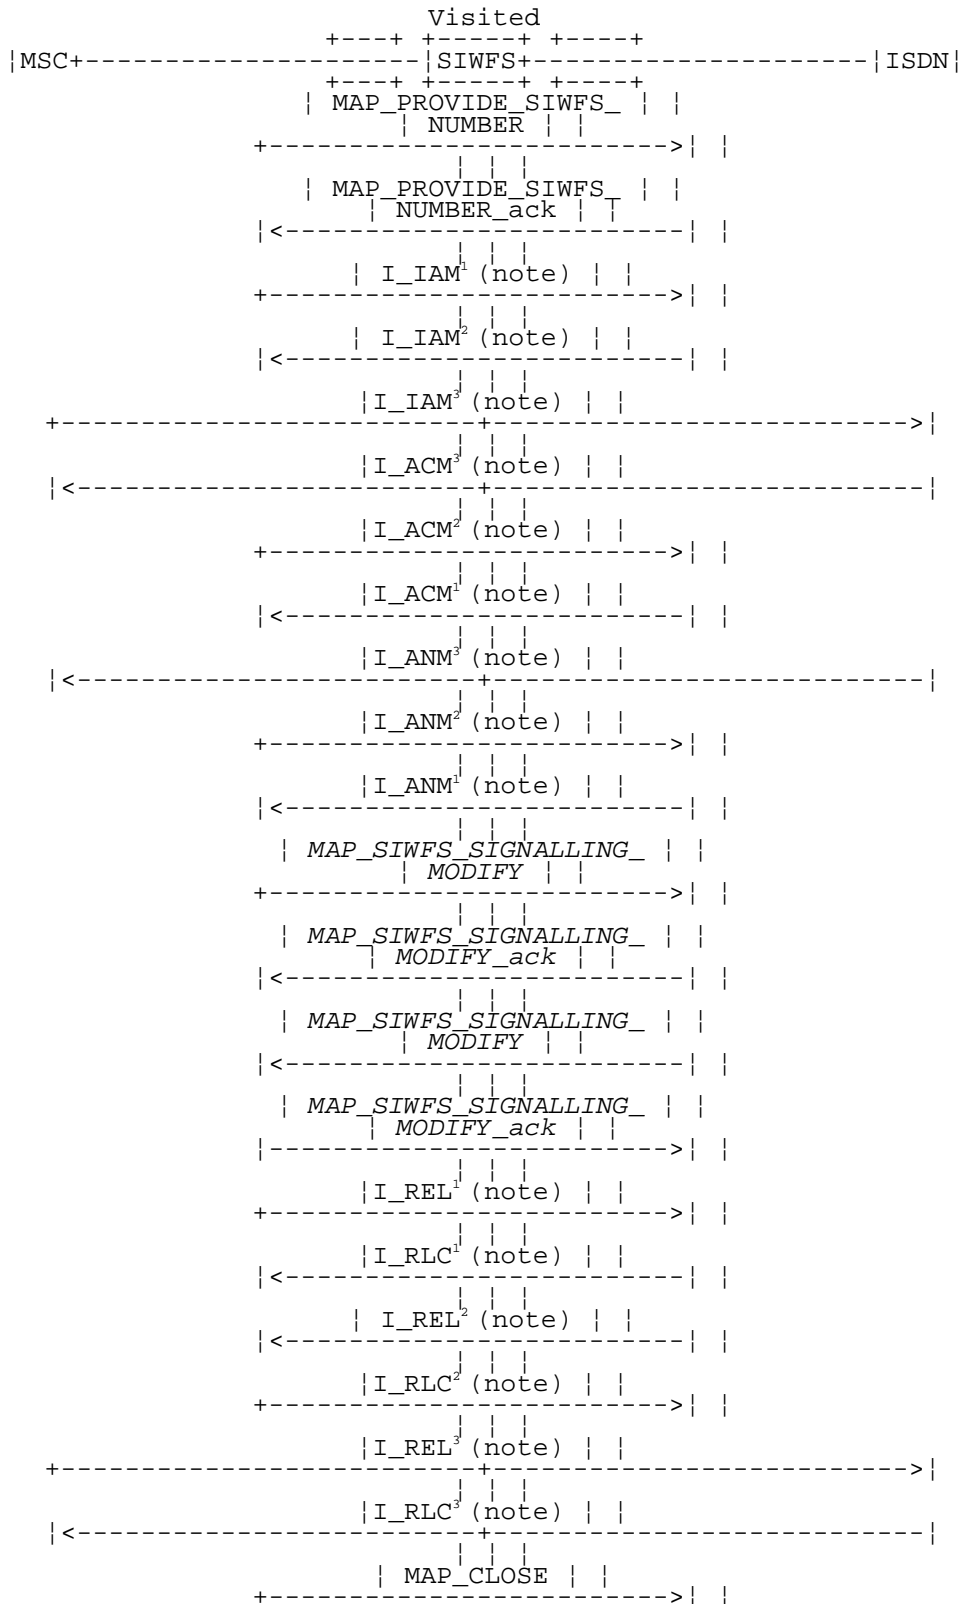 Visited
+---+ +-----+ +----+
¦MSC+---------------------¦SIWFS+---------------------¦ISDN¦
+---+ +-----+ +----+
¦ MAP_PROVIDE_SIWFS_ ¦ ¦
¦ NUMBER ¦ ¦
+------------------------->¦ ¦
¦ ¦ ¦
¦ MAP_PROVIDE_SIWFS_ ¦ ¦
¦ NUMBER_ack ¦ ¦
¦<-------------------------¦ ¦
¦ ¦ ¦
¦ I_IAM¹ (note) ¦ ¦
+------------------------->¦ ¦
¦ ¦ ¦
¦ I_IAM² (note) ¦ ¦
¦<-------------------------¦ ¦
¦ ¦ ¦
¦I_IAM³ (note) ¦ ¦
+--------------------------+-------------------------->¦
¦ ¦ ¦
¦I_ACM³ (note) ¦ ¦
¦<-------------------------+---------------------------¦
¦ ¦ ¦
¦I_ACM² (note) ¦ ¦
+------------------------->¦ ¦
¦ ¦ ¦
¦I_ACM¹ (note) ¦ ¦
¦<-------------------------¦ ¦
¦ ¦ ¦
¦I_ANM³ (note) ¦ ¦
¦<-------------------------+---------------------------¦
¦ ¦ ¦
¦I_ANM² (note) ¦ ¦
+------------------------->¦ ¦
¦ ¦ ¦
¦I_ANM¹ (note) ¦ ¦
¦<-------------------------¦ ¦
¦ ¦ ¦
¦ MAP_SIWFS_SIGNALLING_ ¦ ¦
¦ MODIFY ¦ ¦
+------------------------->¦ ¦
¦ ¦ ¦
¦ MAP_SIWFS_SIGNALLING_ ¦ ¦
¦ MODIFY_ack ¦ ¦
¦<-------------------------¦ ¦
¦ ¦ ¦
¦ MAP_SIWFS_SIGNALLING_ ¦ ¦
¦ MODIFY ¦ ¦
¦<-------------------------¦ ¦
¦ ¦ ¦
¦ MAP_SIWFS_SIGNALLING_ ¦ ¦
¦ MODIFY_ack ¦ ¦
¦------------------------->¦ ¦
¦ ¦ ¦
¦I_REL¹ (note) ¦ ¦
+------------------------->¦ ¦
¦ ¦ ¦
¦I_RLC¹ (note) ¦ ¦
¦<-------------------------¦ ¦
¦ ¦ ¦
¦ I_REL² (note) ¦ ¦
¦<-------------------------¦ ¦
¦ ¦ ¦
¦I_RLC² (note) ¦ ¦
+------------------------->¦ ¦
¦ ¦ ¦
¦I_REL³ (note) ¦ ¦
+--------------------------+-------------------------->¦
¦ ¦ ¦
¦I_RLC³ (note) ¦ ¦
¦<-------------------------+---------------------------¦
¦ ¦ ¦
¦ MAP_CLOSE ¦ ¦
+------------------------->¦ ¦